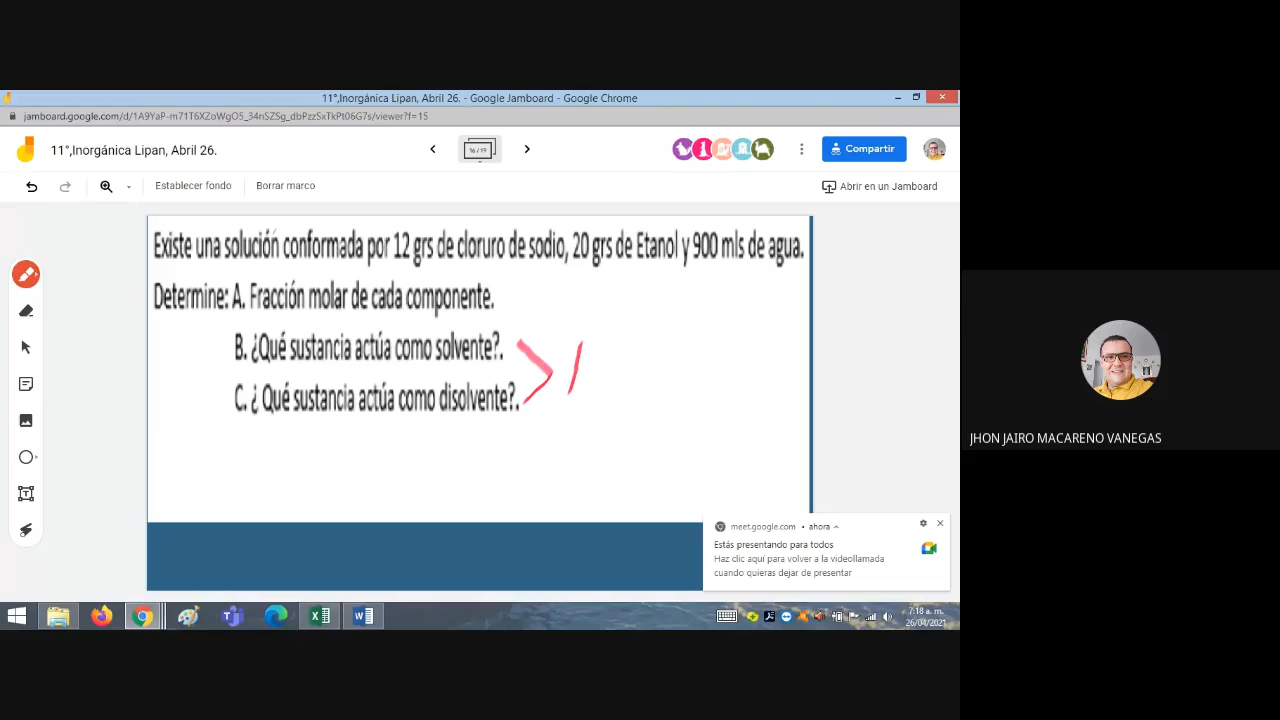 11°,Inorgánica Lipan, Abril 26. - Google Jamboard - Google Chrome
jamboard.google.com/d/1A9YaP-m71T6XZoWgO5_34nSZSg_dbPzzSxTkPt06G7s/viewer?f=15
11°,Inorgánica Lipan, Abril 26.
16 / 19
Compartir
Establecer fondo
Borrar marco
Abrir en un Jamboard
Existe una solución conformada por 12 grs de cloruro de sodio, 20 grs de Etanol y 900 mls de agua.
Determine: A. Fracción molar de cada componente.
B. ¿Qué sustancia actúa como solvente?.
C. ¿ Qué sustancia actúa como disolvente?.
JHON JAIRO MACARENO VANEGAS
meet.google.com • ahora
Estás presentando para todos
Haz clic aquí para volver a la videollamada
cuando quieras dejar de presentar
7:18 a. m.
26/04/2021